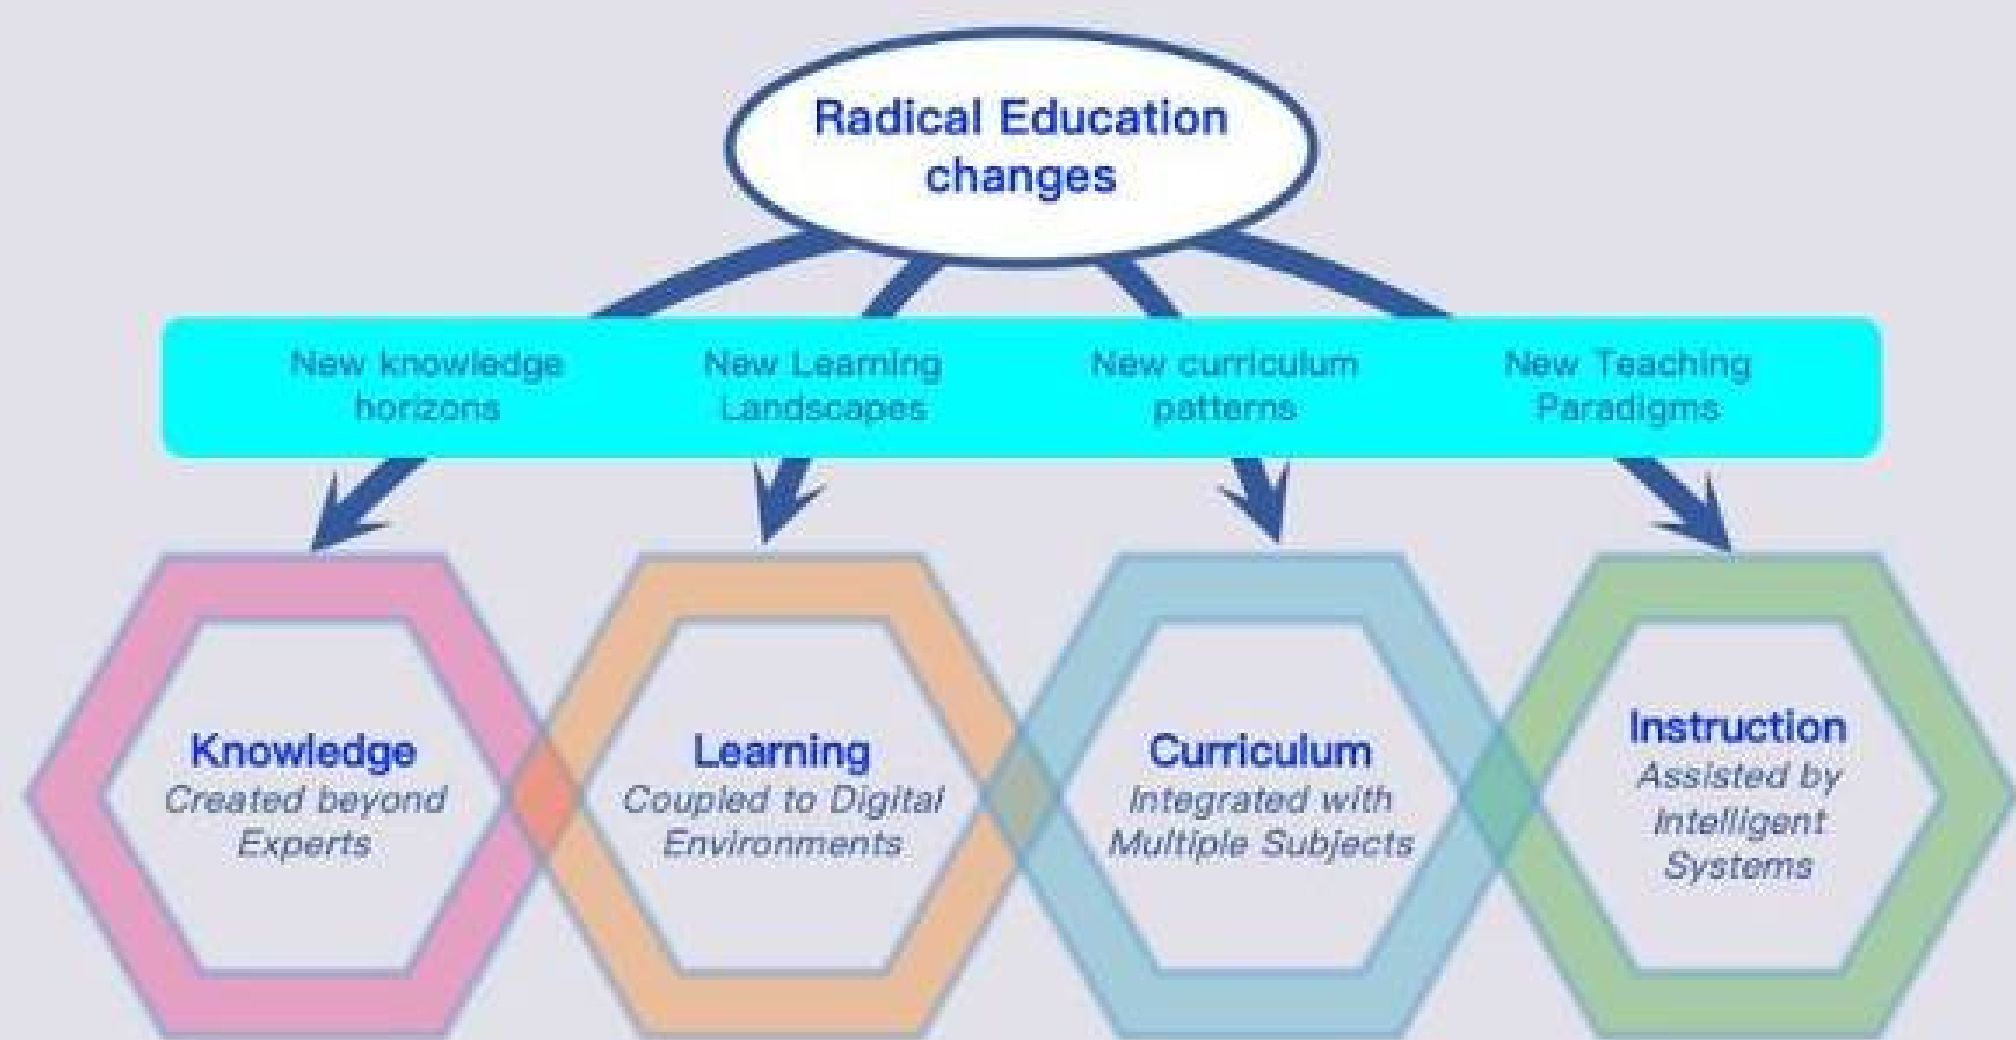 Radical Education
changes
New knowledge
horizons
New Learning
Landscapes
New curriculum
patterns
New Teaching
Paradigms
Knowledge
Created beyond
Experts
Learning
Coupled to Digital
Environments
Curriculum
Integrated with
Multiple Subjects
Instruction
Assisted by
Intelligent
Systems